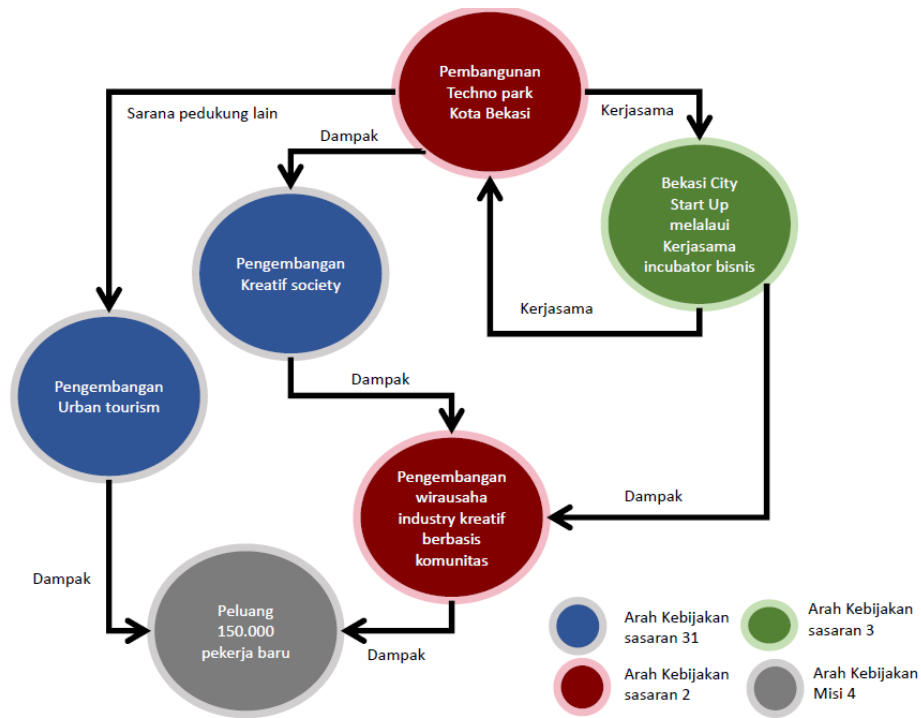 Pembangunan
Techno park
Kota Bekasi
Sarana pedukung lain
Kerjasama
Dampak
Bekasi City
Start Up
melalaui
Kerjasama
incubator bisnis
Pengembangan
Kreatif society
Kerjasama
Dampak
Pengembangan
Urban tourism
Pengembangan
wirausaha
industry kreatif
berbasis
komunitas
Dampak
Dampak
Peluang
150.000
pekerja baru
Dampak
Arah Kebijakan
sasaran 31
Arah Kebijakan
sasaran 3
Arah Kebijakan
sasaran 2
Arah Kebijakan
Misi 4